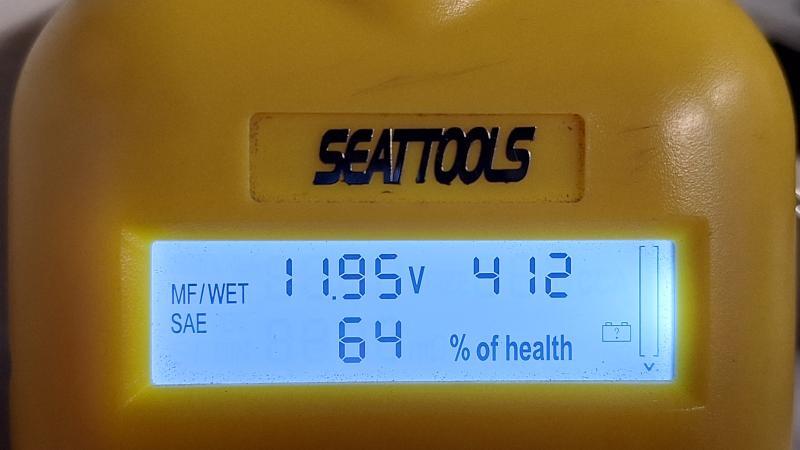 SEATTOOLS
MF/WET 11.95V 412
SAE 64 % of health
?